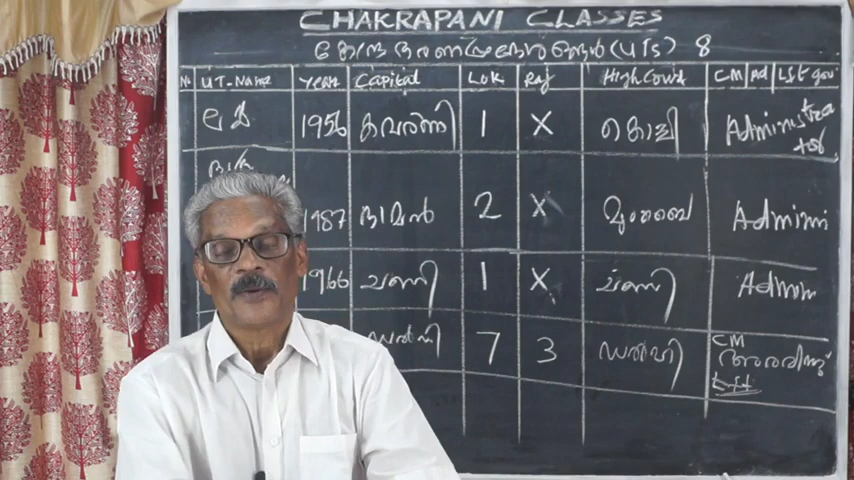 CHAKRAPANI CLASSES
കേന്ദ്രഭരണപ്രദേശങ്ങൾ (UTs) 8
No UT-Name Year Capital Lok Raj High Court CM/Ad/Lst gov
1956 കവരത്തി 1 X കൊച്ചി Administrator
1987 ദാമൻ 2 X മുംബൈ Admini
1966 ചണ്ഡി 1 X ചണ്ഡി Admin
ഡൽഹി 7 3 ഡൽഹി CM